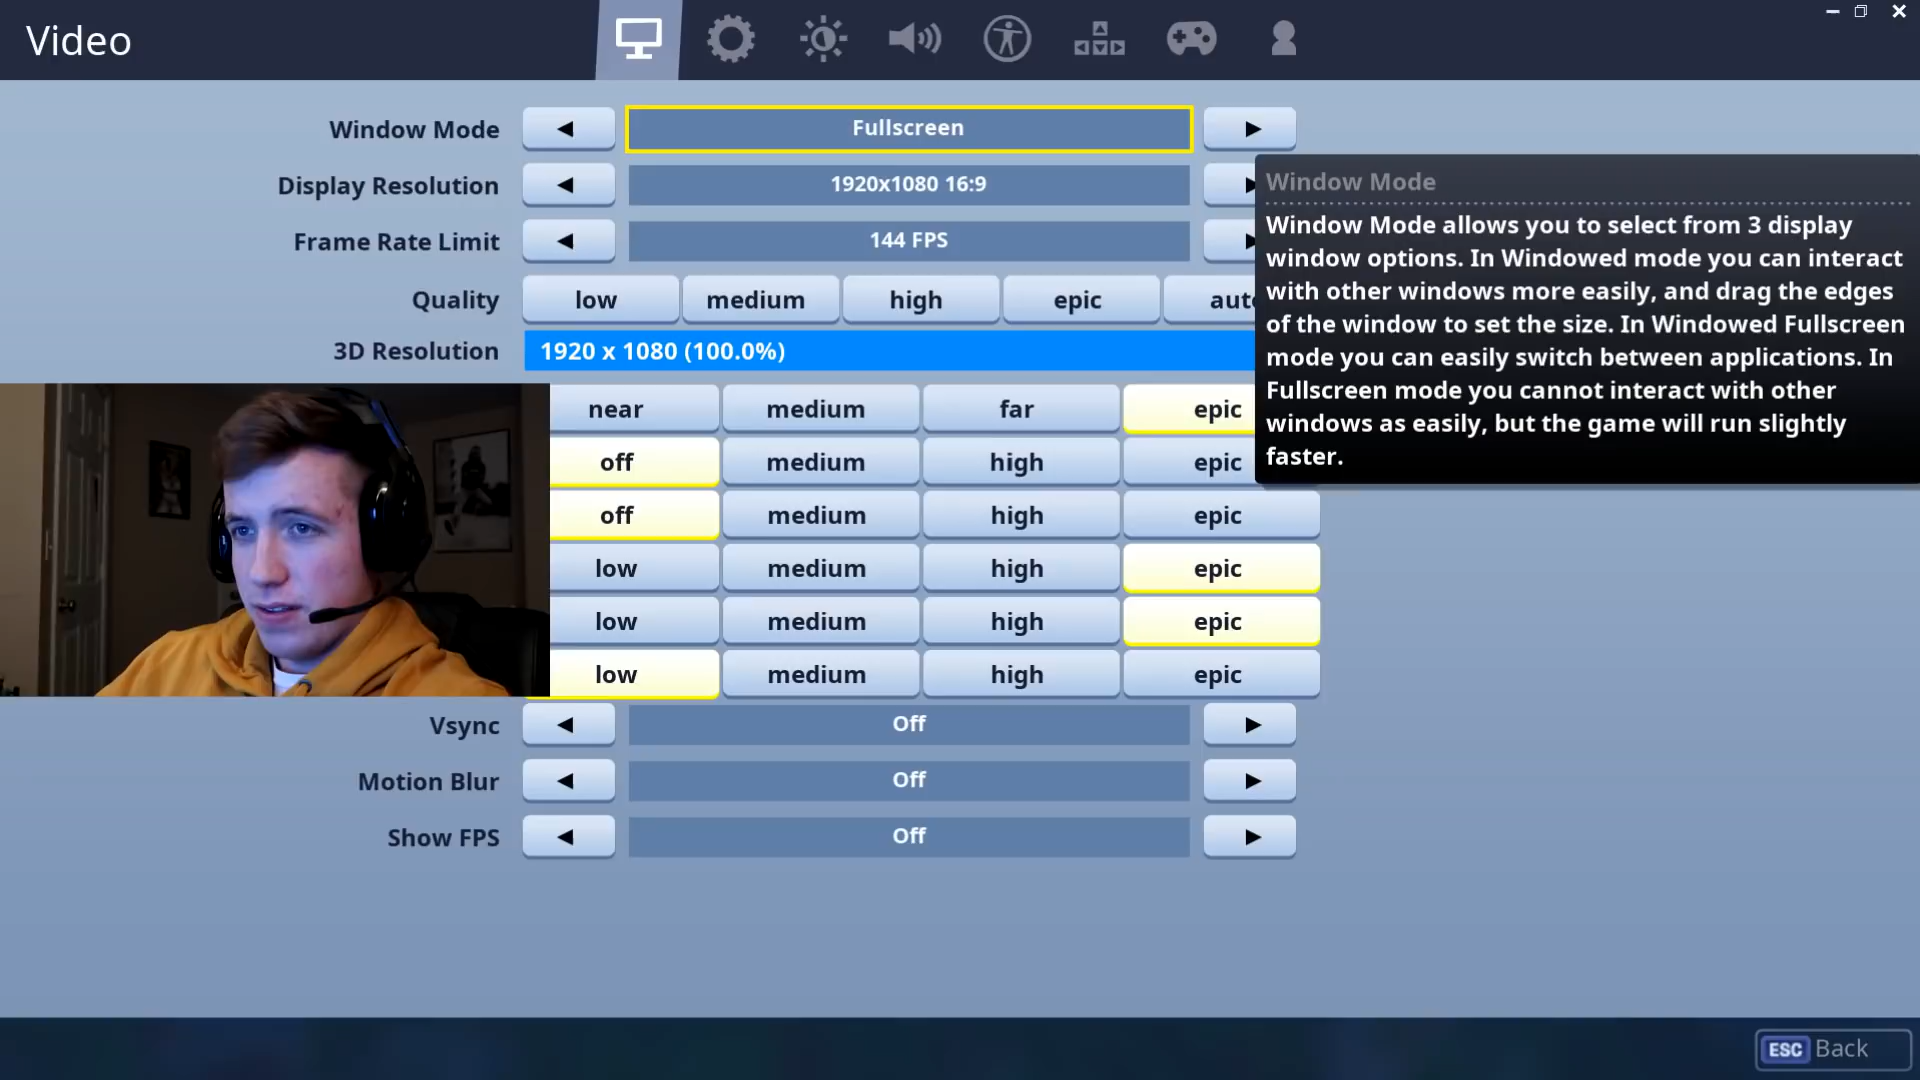 Video
Window Mode
Fullscreen
Display Resolution
1920x1080 16:9
Frame Rate Limit
144 FPS
Quality
low medium high epic
3D Resolution
1920 x 1080 (100.0%)
near medium far epic
off medium high epic
off medium high epic
low medium high epic
low medium high epic
low medium high epic
Vsync
Off
Motion Blur
Off
Show FPS
Off
Window Mode
Window Mode allows you to select from 3 display
window options. In Windowed mode you can interact
with other windows more easily, and drag the edges
of the window to set the size. In Windowed Fullscreen
mode you can easily switch between applications. In
Fullscreen mode you cannot interact with other
windows as easily, but the game will run slightly
faster.
ESC Back